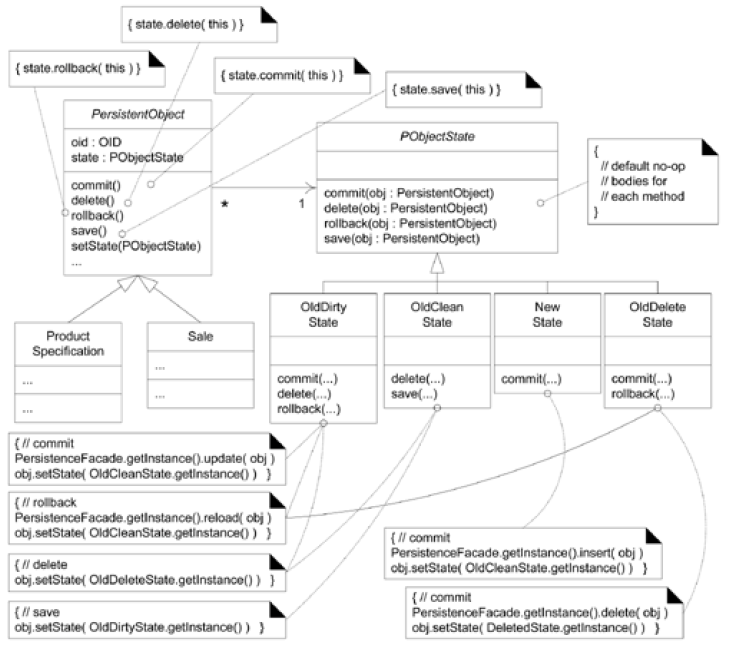 { state.delete( this ) }
{ state.rollback( this ) }
{ state.commit( this ) }
{ state.save( this ) }
PersistentObject
oid : OID
state : PObjectState
commit()
delete()
rollback()
save()
setState(PObjectState)
...
*
1
PObjectState
commit(obj : PersistentObject)
delete(obj : PersistentObject)
rollback(obj : PersistentObject)
save(obj : PersistentObject)
{
// default no-op
// bodies for
// each method
}
Product
Specification
...
...
Sale
...
...
OldDirty
State
commit(...)
delete(...)
rollback(...)
OldClean
State
delete(...)
save(...)
New
State
commit(...)
OldDelete
State
commit(...)
rollback(...)
{ // commit
PersistenceFacade.getInstance().update( obj )
obj.setState( OldCleanState.getInstance() ) }
{ // rollback
PersistenceFacade.getInstance().reload( obj )
obj.setState( OldCleanState.getInstance() ) }
{ // delete
obj.setState( OldDeleteState.getInstance() ) }
{ // save
obj.setState( OldDirtyState.getInstance() ) }
{ // commit
PersistenceFacade.getInstance().insert( obj )
obj.setState( OldCleanState.getInstance() ) }
{ // commit
PersistenceFacade.getInstance().delete( obj )
obj.setState( DeletedState.getInstance() ) }